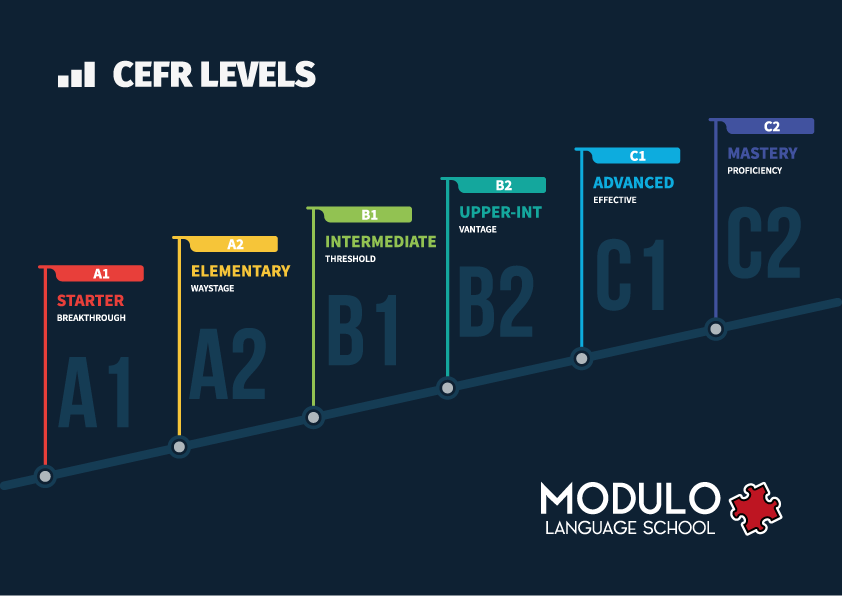 CEFR LEVELS
A1
STARTER
BREAKTHROUGH
A1
A2
ELEMENTARY
WAYSTAGE
A2
B1
INTERMEDIATE
THRESHOLD
B1
B2
UPPER-INT
VANTAGE
B2
C1
ADVANCED
EFFECTIVE
C1
C2
MASTERY
PROFICIENCY
C2
MODULO
LANGUAGE SCHOOL